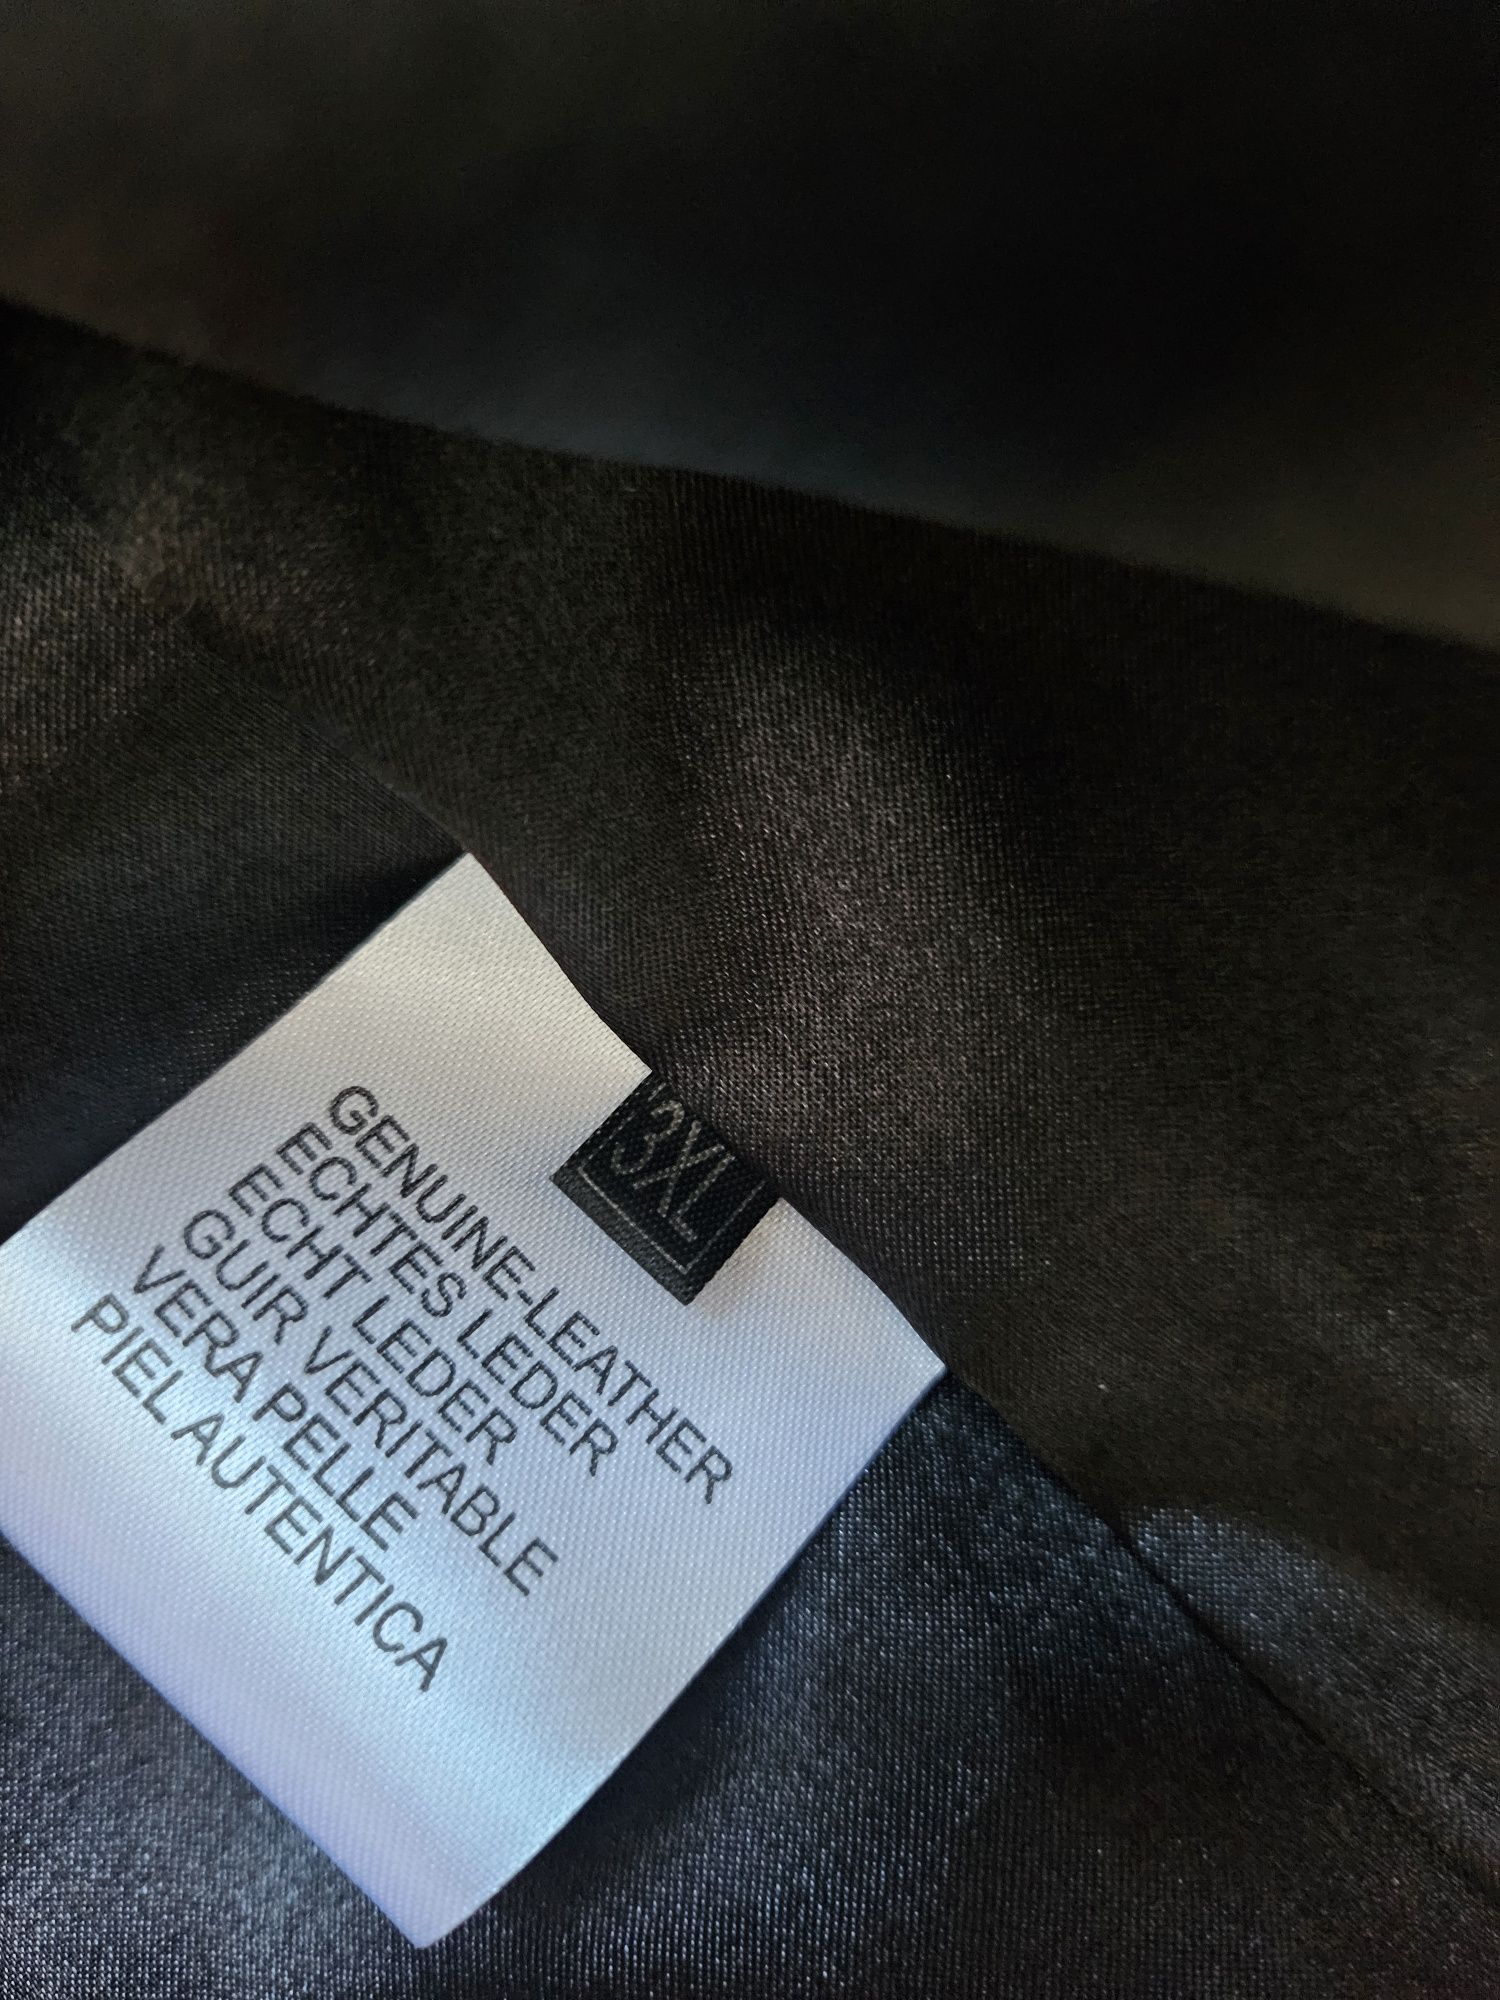 3XL
GENUINE-LEATHER
ECHTES LEDER
ECHT LEDER
GUIR VERITABLE
VERA PELLE
PIEL AUTENTICA